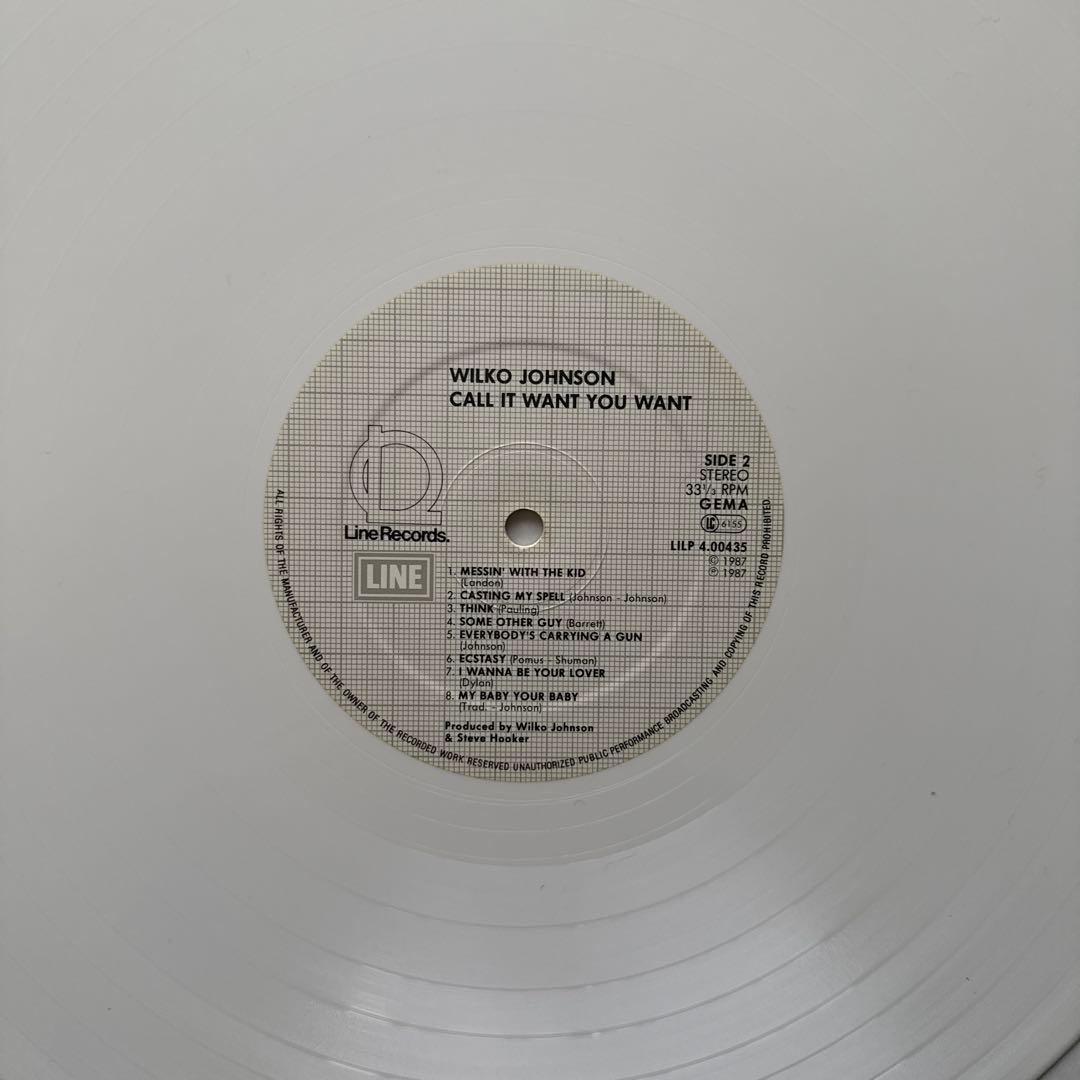 WILKO JOHNSON
CALL IT WANT YOU WANT
SIDE 2
STEREO
33⅓ RPM
GEMA
LC 6155
LILP 4.00435
© 1987
℗ 1987
LineRecords.
LINE
1. MESSIN' WITH THE KID
(Landon)
2. CASTING MY SPELL (Johnson - Johnson)
3. THINK (Pauling)
4. SOME OTHER GUY (Barrett)
5. EVERYBODY'S CARRYING A GUN
(Johnson)
6. ECSTASY (Pomus - Shuman)
7. I WANNA BE YOUR LOVER
(Dylan)
8. MY BABY YOUR BABY
(Trad. - Johnson)
Produced by Wilko Johnson
& Steve Hooker
ALL RIGHTS OF THE MANUFACTURER AND OF THE OWNER OF THE RECORDED WORK RESERVED UNAUTHORIZED PUBLIC PERFORMANCE BROADCASTING AND COPYING OF THIS RECORD PROHIBITED.